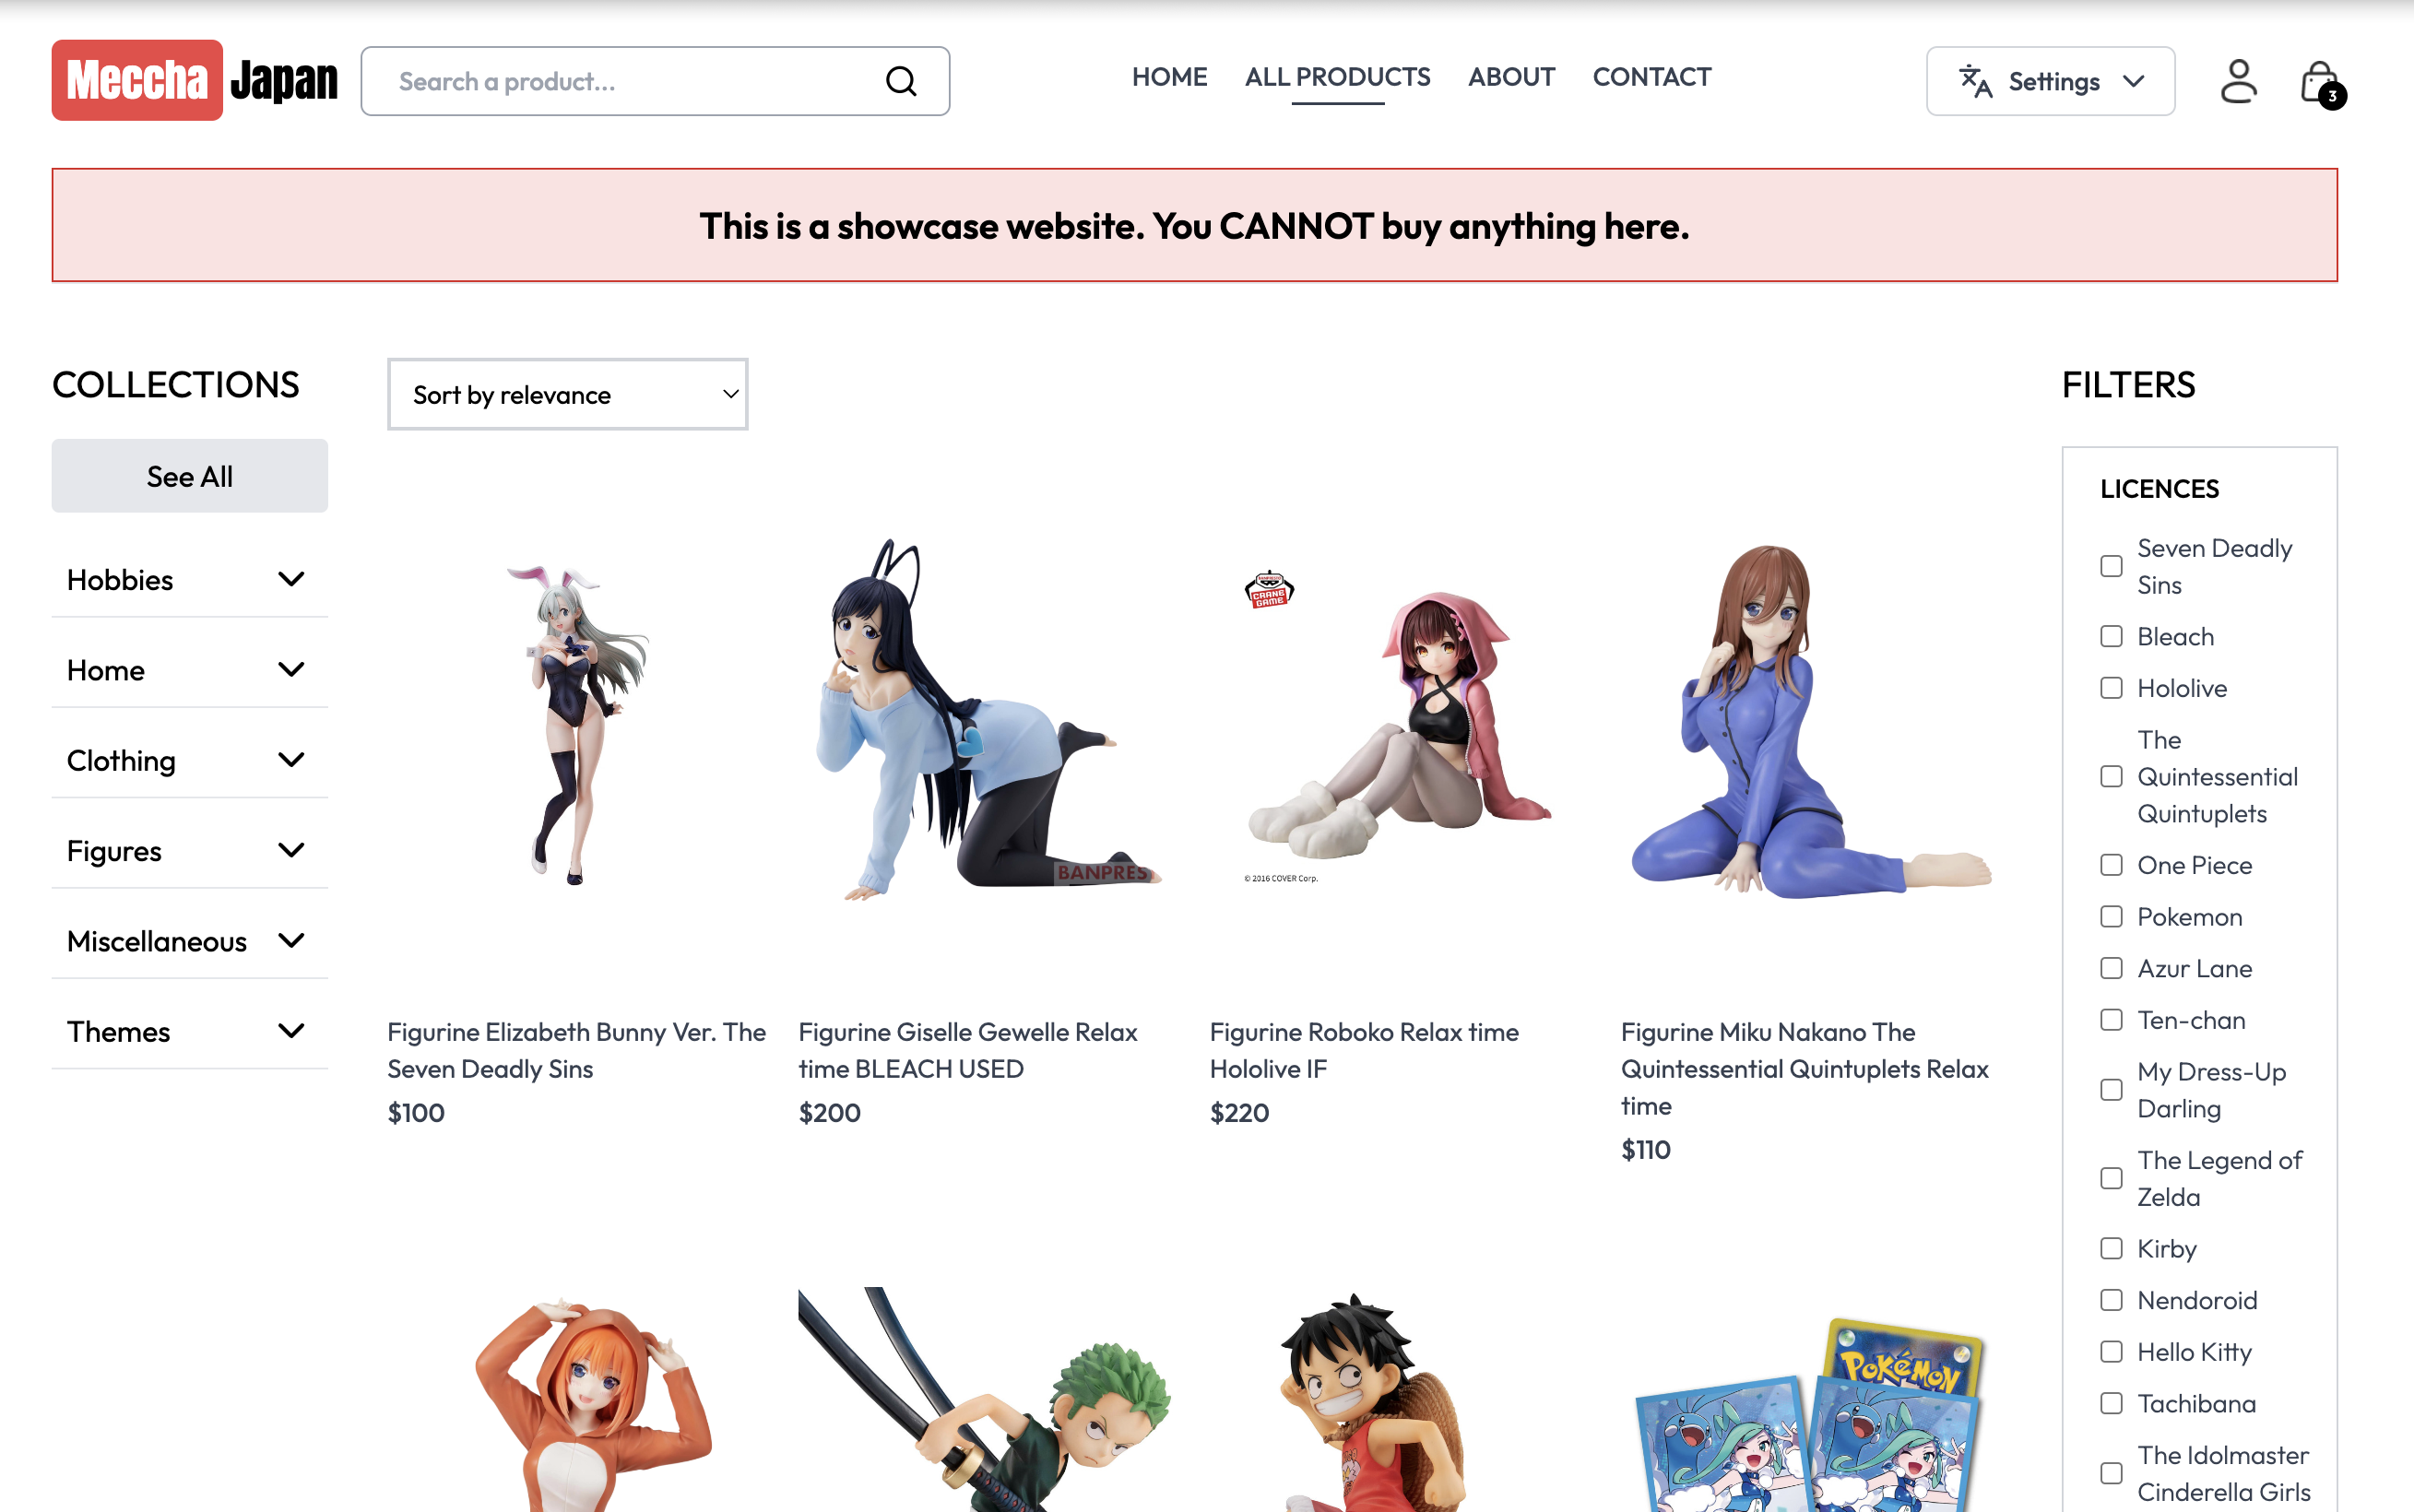 Meccha Japan
Search a product...
HOME
ALL PRODUCTS
ABOUT
CONTACT
Settings
3
This is a showcase website. You CANNOT buy anything here.
COLLECTIONS
See All
Hobbies
Home
Clothing
Figures
Miscellaneous
Themes
Sort by relevance
BANPRESTO
CRANE
GAME
© 2016 COVER Corp.
Figurine Elizabeth Bunny Ver. The
Seven Deadly Sins
$100
BANPRES
Figurine Giselle Gewelle Relax
time BLEACH USED
$200
Figurine Roboko Relax time
Hololive IF
$220
Figurine Miku Nakano The
Quintessential Quintuplets Relax
time
$110
POKéMON
FILTERS
LICENCES
Seven Deadly
Sins
Bleach
Hololive
The
Quintessential
Quintuplets
One Piece
Pokemon
Azur Lane
Ten-chan
My Dress-Up
Darling
The Legend of
Zelda
Kirby
Nendoroid
Hello Kitty
Tachibana
The Idolmaster
Cinderella Girls